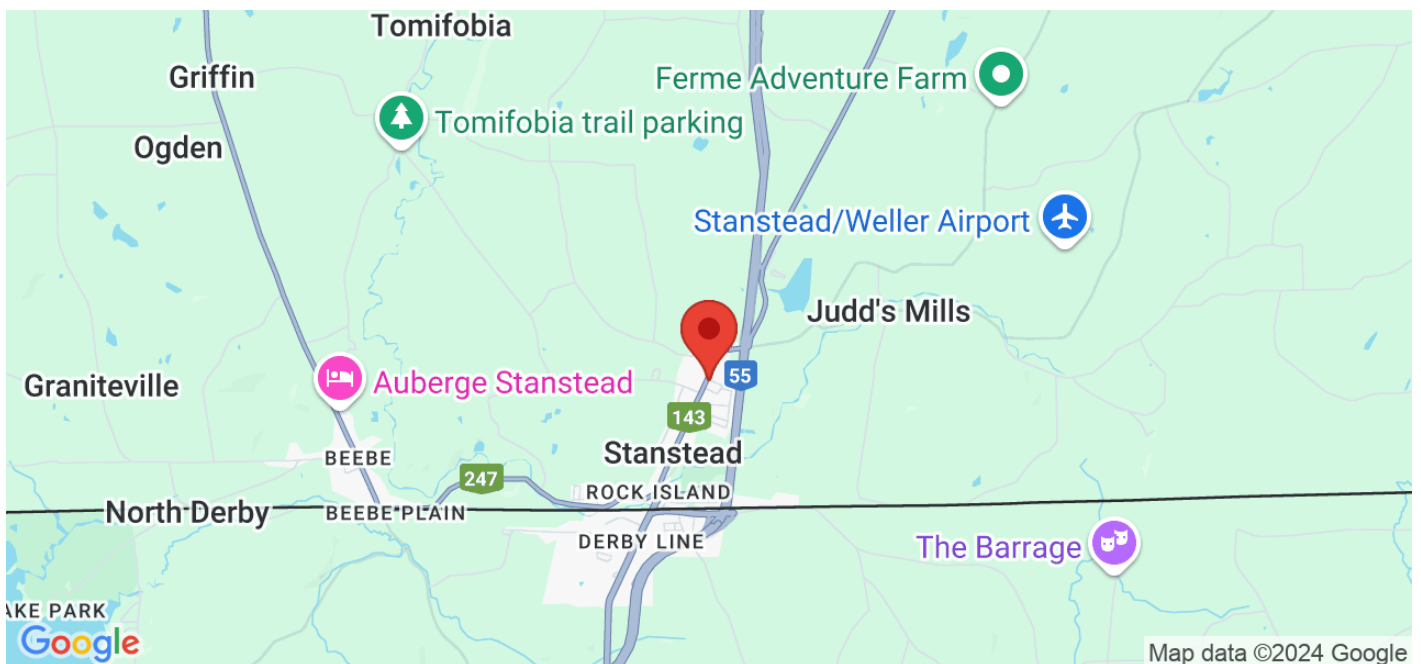 Tomifobia
Griffin
Ferme Adventure Farm
Tomifobia trail parking
Ogden
Stanstead/Weller Airport
Judd's Mills
Graniteville
Auberge Stanstead
55
143
Stanstead
BEEBE
247
ROCK ISLAND
North Derby
BEEBE PLAIN
DERBY LINE
The Barrage
AKE PARK
Google
Map data ©2024 Google